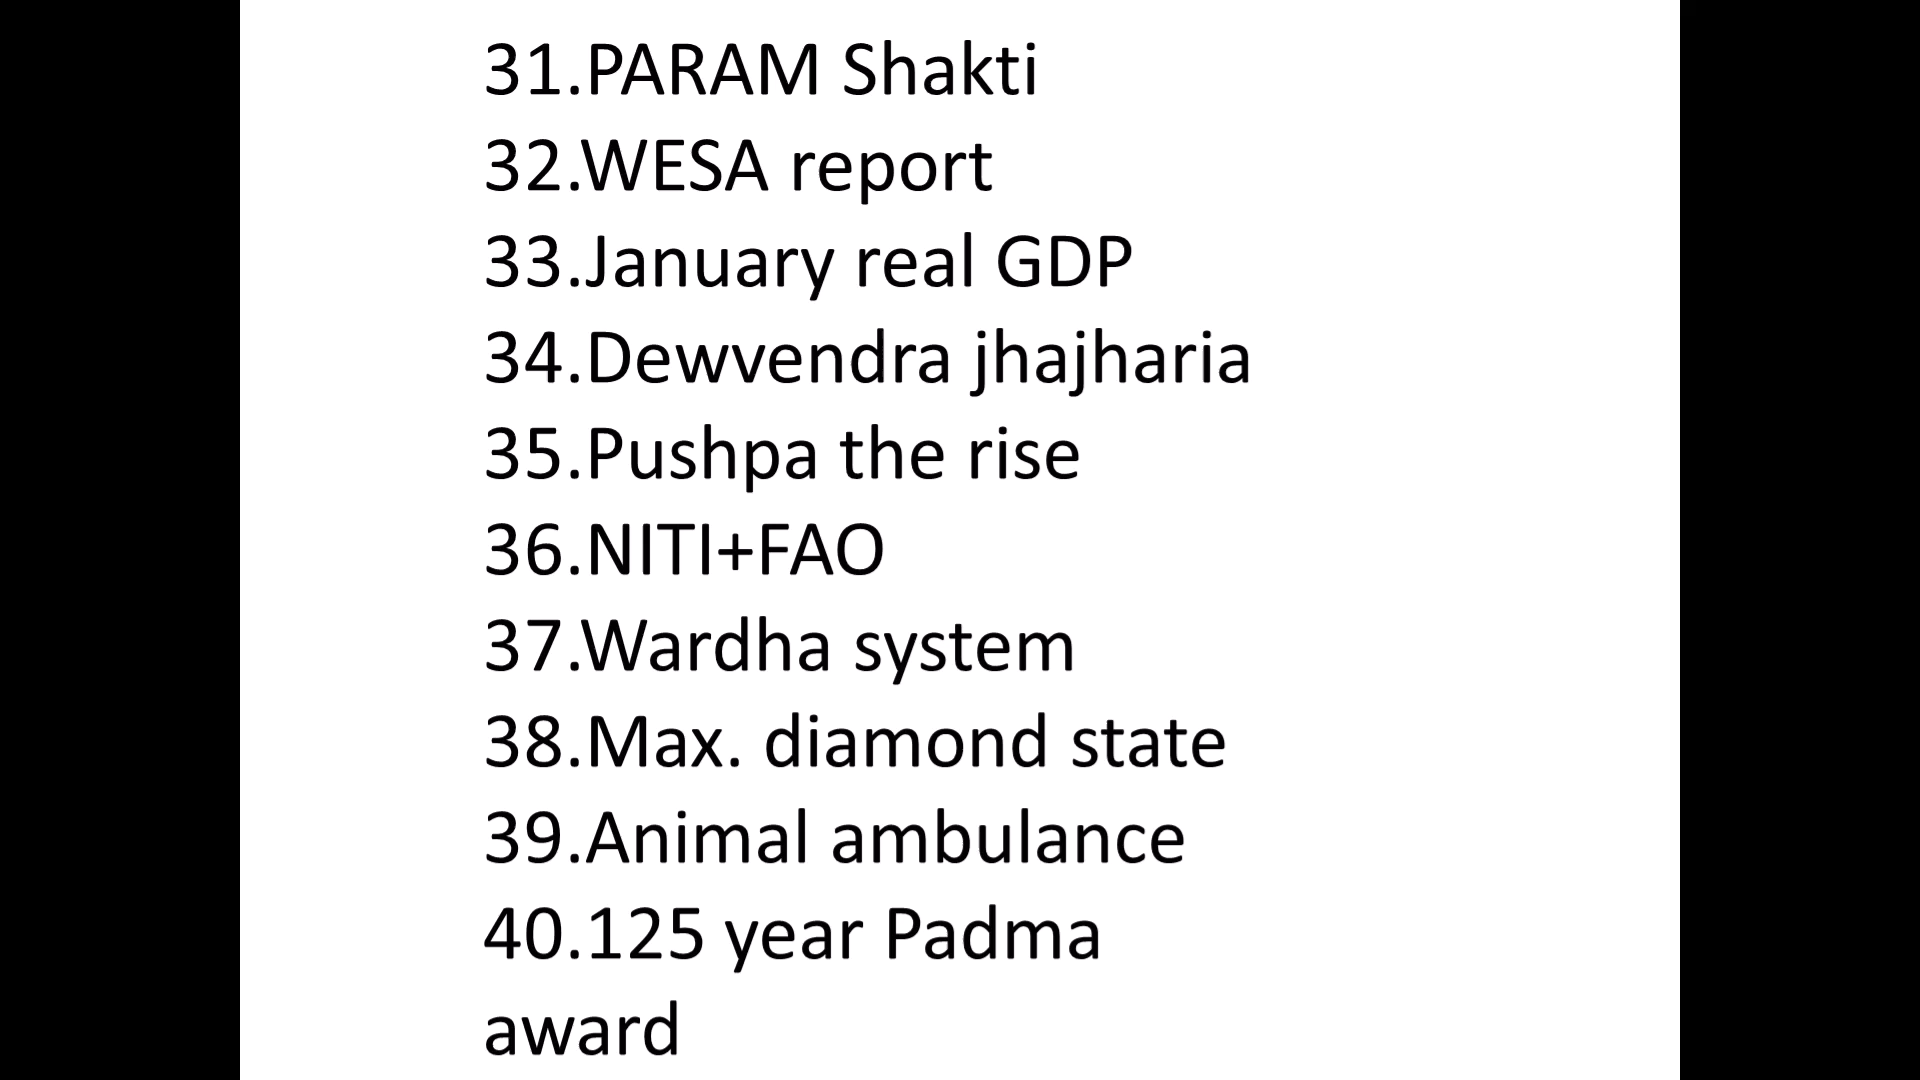 31.PARAM Shakti
32.WESA report
33.January real GDP
34.Dewvendra jhajharia
35.Pushpa the rise
36.NITI+FAO
37.Wardha system
38.Max. diamond state
39.Animal ambulance
40.125 year Padma
award